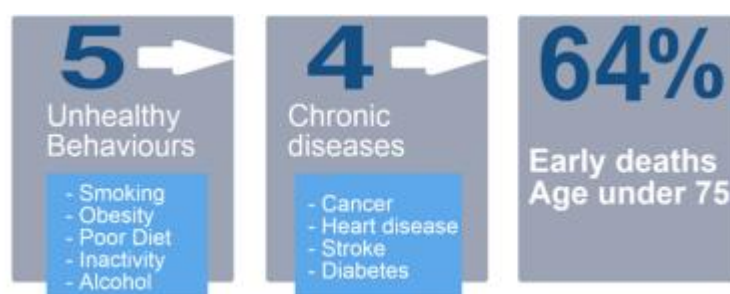 5
Unhealthy
Behaviours
- Smoking
- Obesity
- Poor Diet
- Inactivity
- Alcohol
4
Chronic
diseases
- Cancer
- Heart disease
- Stroke
- Diabetes
64%
Early deaths
Age under 75